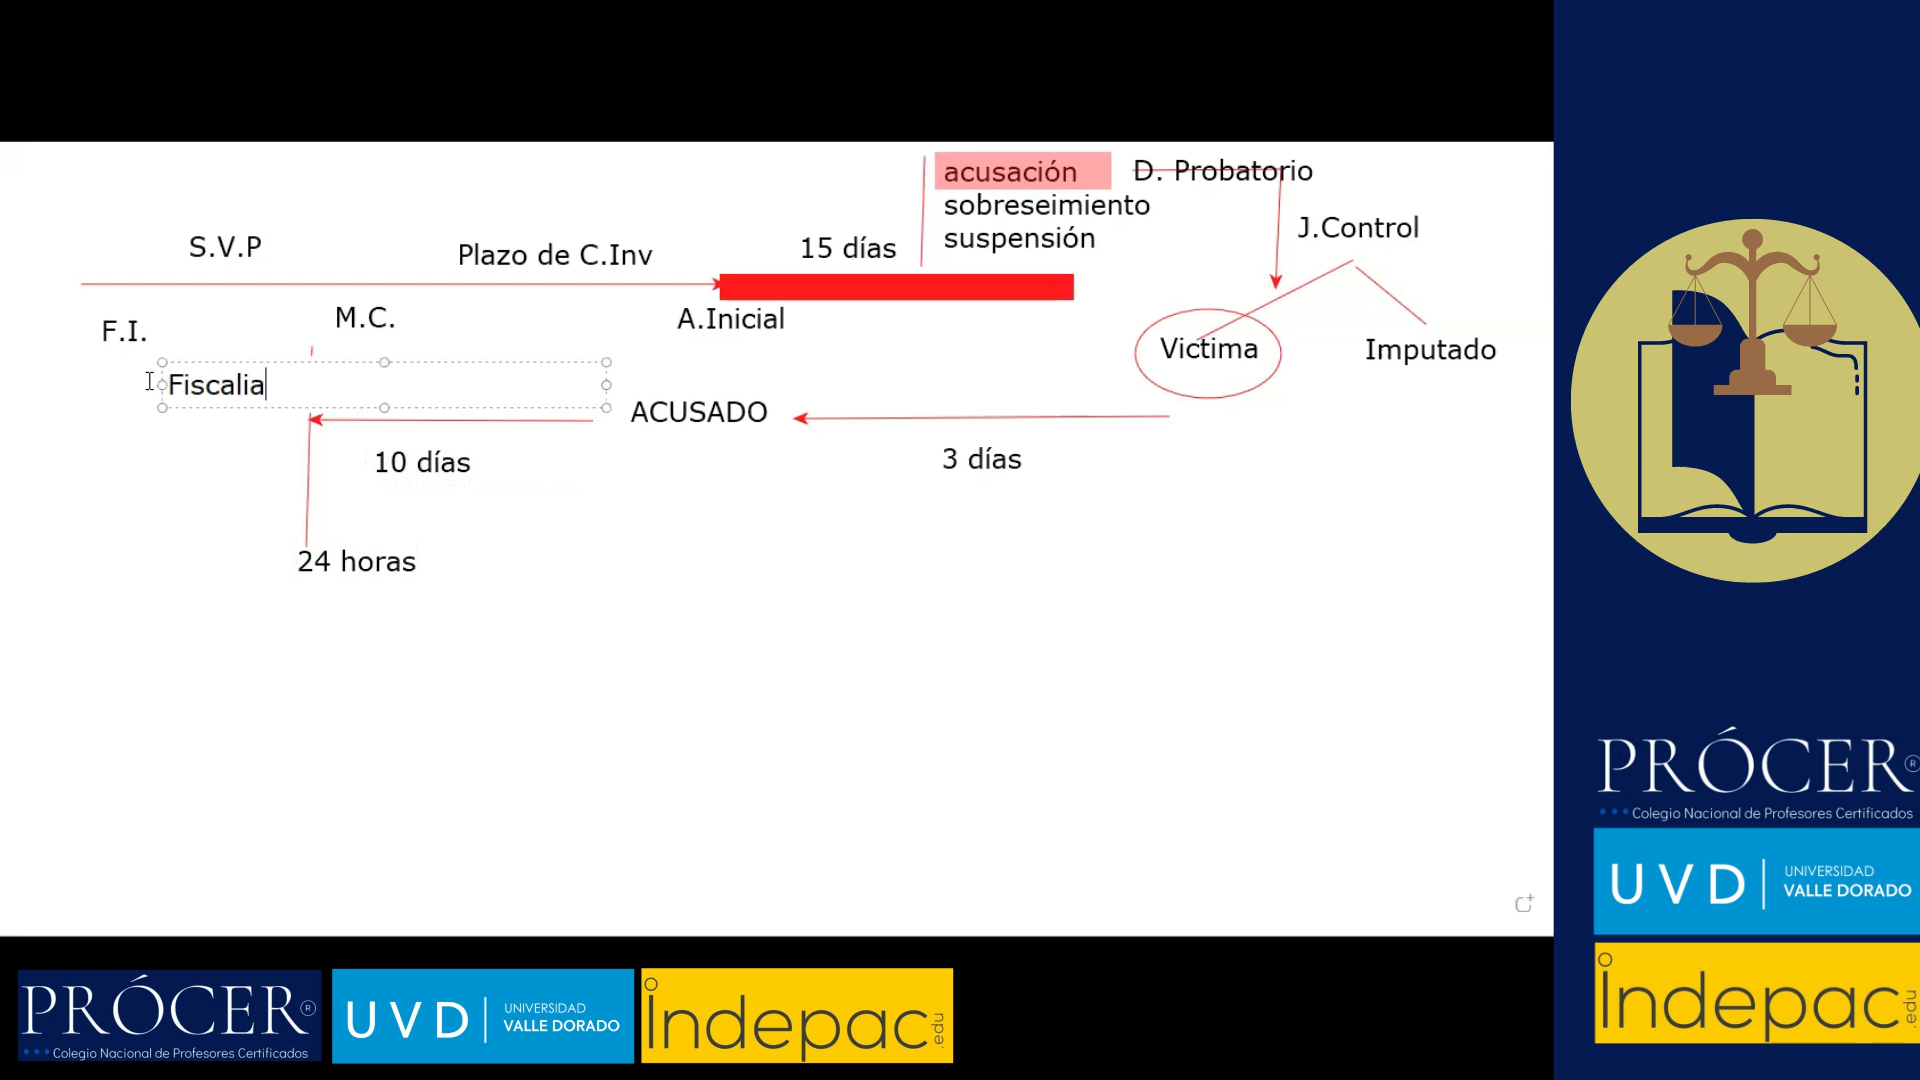 acusación
D. Probatorio
sobreseimiento
suspensión
J.Control
S.V.P
Plazo de C.Inv
15 días
M.C.
A.Inicial
F.I.
Victima
Imputado
Fiscalia
ACUSADO
10 días
3 días
24 horas
PRÓCER®
Colegio Nacional de Profesores Certificados
UVD
UNIVERSIDAD
VALLE DORADO
Indepac.edu
PRÓCER®
Colegio Nacional de Profesores Certificados
UVD
UNIVERSIDAD
VALLE DORADO
Indepac.edu